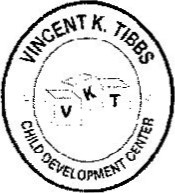 VINCENT K. TIBBS
V K T
CHILD DEVELOPMENT CENTER